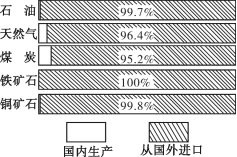 石油 99.7%
天然气 96.4%
煤炭 95.2%
铁矿石 100%
铜矿石 99.8%
国内生产 从国外进口